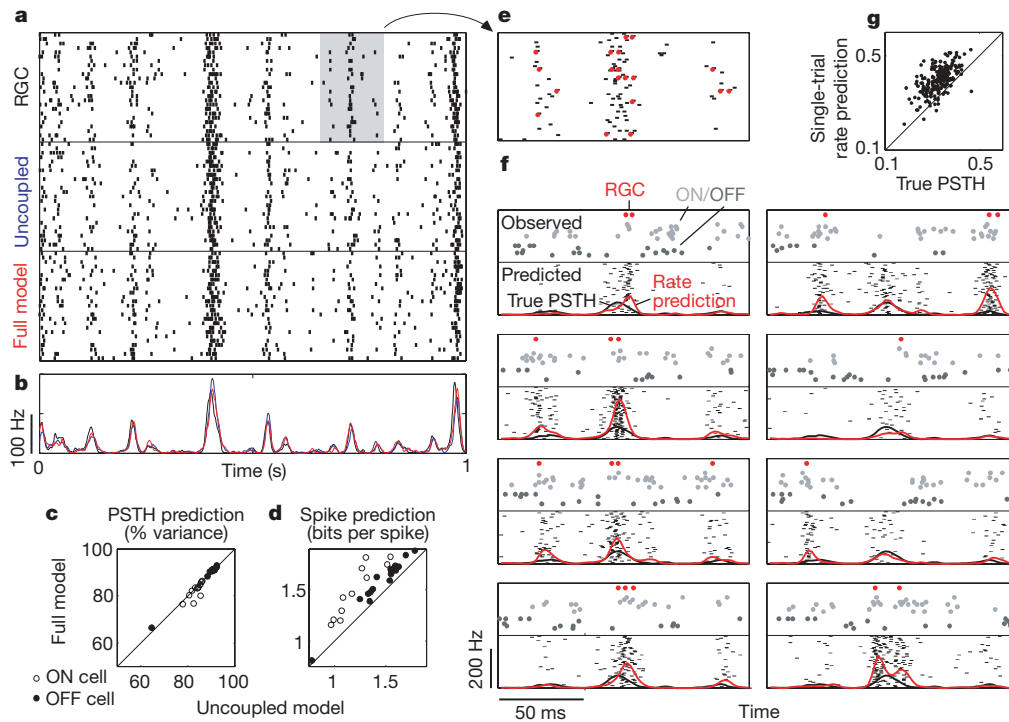 a
RGC
Uncoupled
Full model
b
100 Hz
0
Time (s)
1
c
PSTH prediction
(% variance)
Full model
100
80
60
50
80
100
ON cell
OFF cell
d
Spike prediction
(bits per spike)
1.5
1
1
1.5
Uncoupled model
e
f
RGC
ON/OFF
Observed
Predicted
True PSTH
Rate
prediction
200 Hz
50 ms
Time
g
Single-trial
rate prediction
0.5
0.1
0.1
0.5
True PSTH